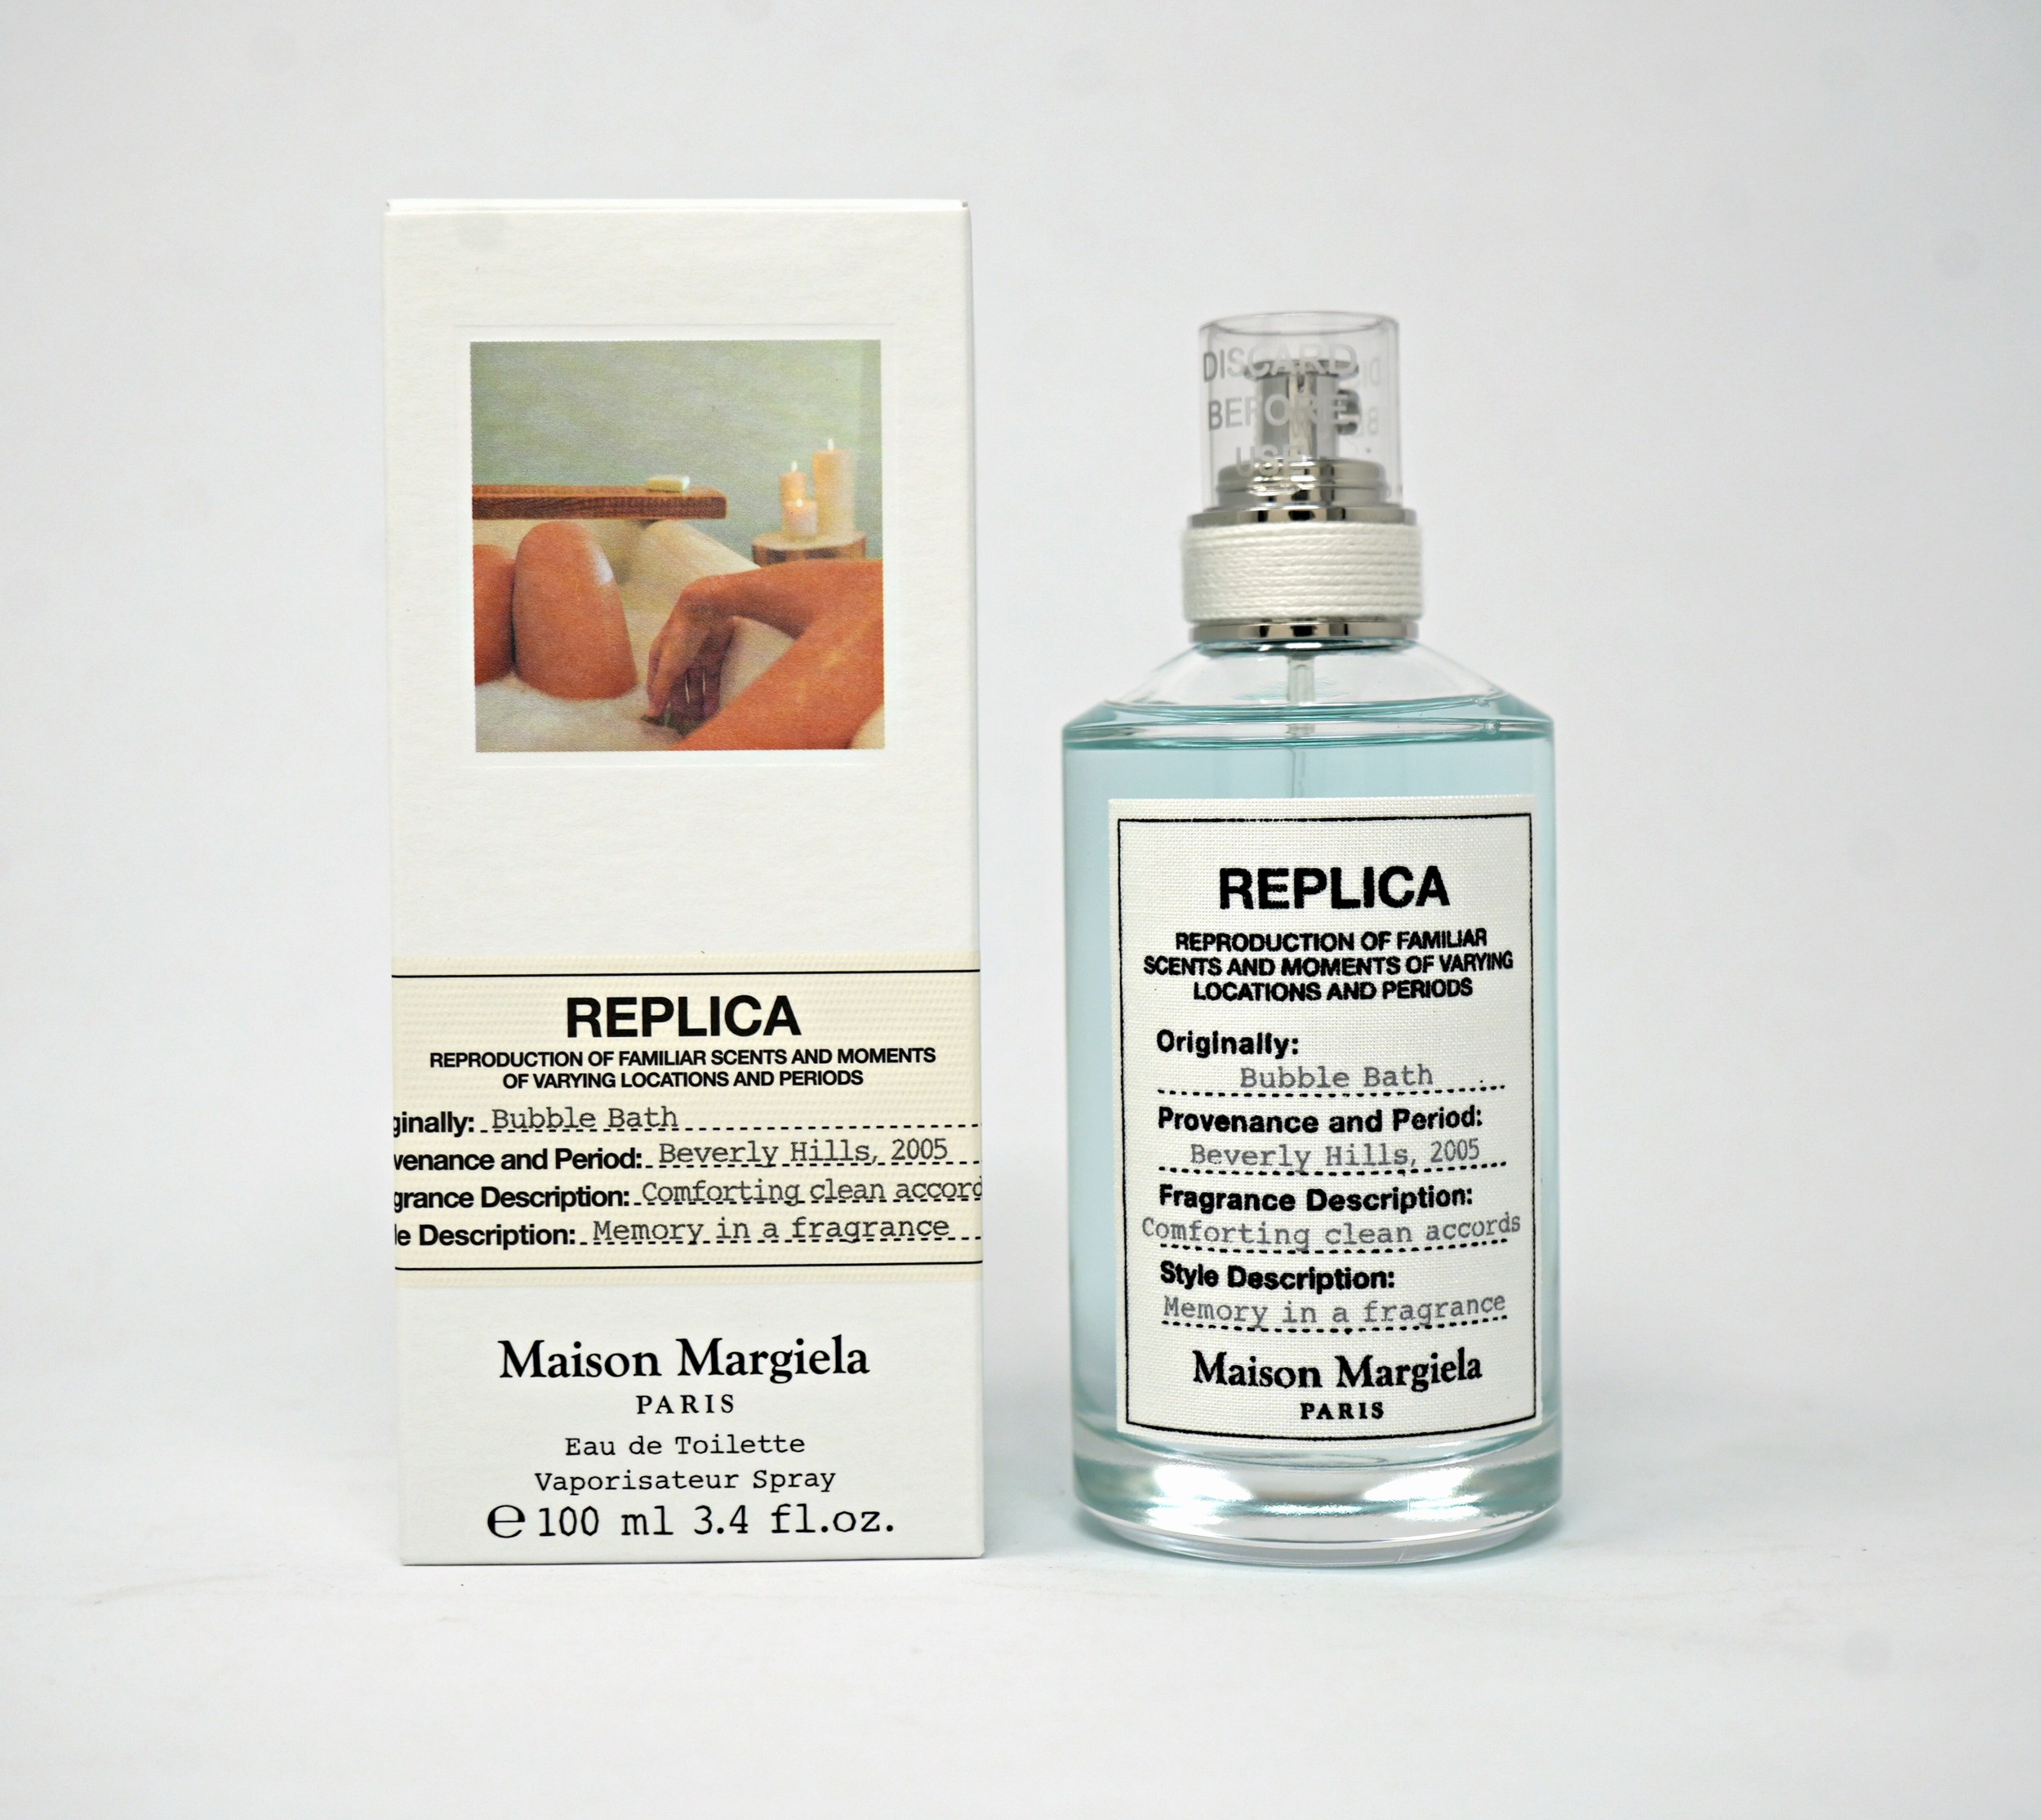 REPLICA
REPRODUCTION OF FAMILIAR SCENTS AND MOMENTS
OF VARYING LOCATIONS AND PERIODS
ginally: Bubble Bath
venance and Period: Beverly Hills, 2005
grance Description: Comforting clean accord
le Description: Memory in a fragrance
Maison Margiela
PARIS
Eau de Toilette
Vaporisateur Spray
℮ 100 ml 3.4 fl.oz.
DISCARD
BEFORE
USE
REPLICA
REPRODUCTION OF FAMILIAR
SCENTS AND MOMENTS OF VARYING
LOCATIONS AND PERIODS
Originally:
Bubble Bath
Provenance and Period:
Beverly Hills, 2005
Fragrance Description:
Comforting clean accords
Style Description:
Memory in a fragrance
Maison Margiela
PARIS